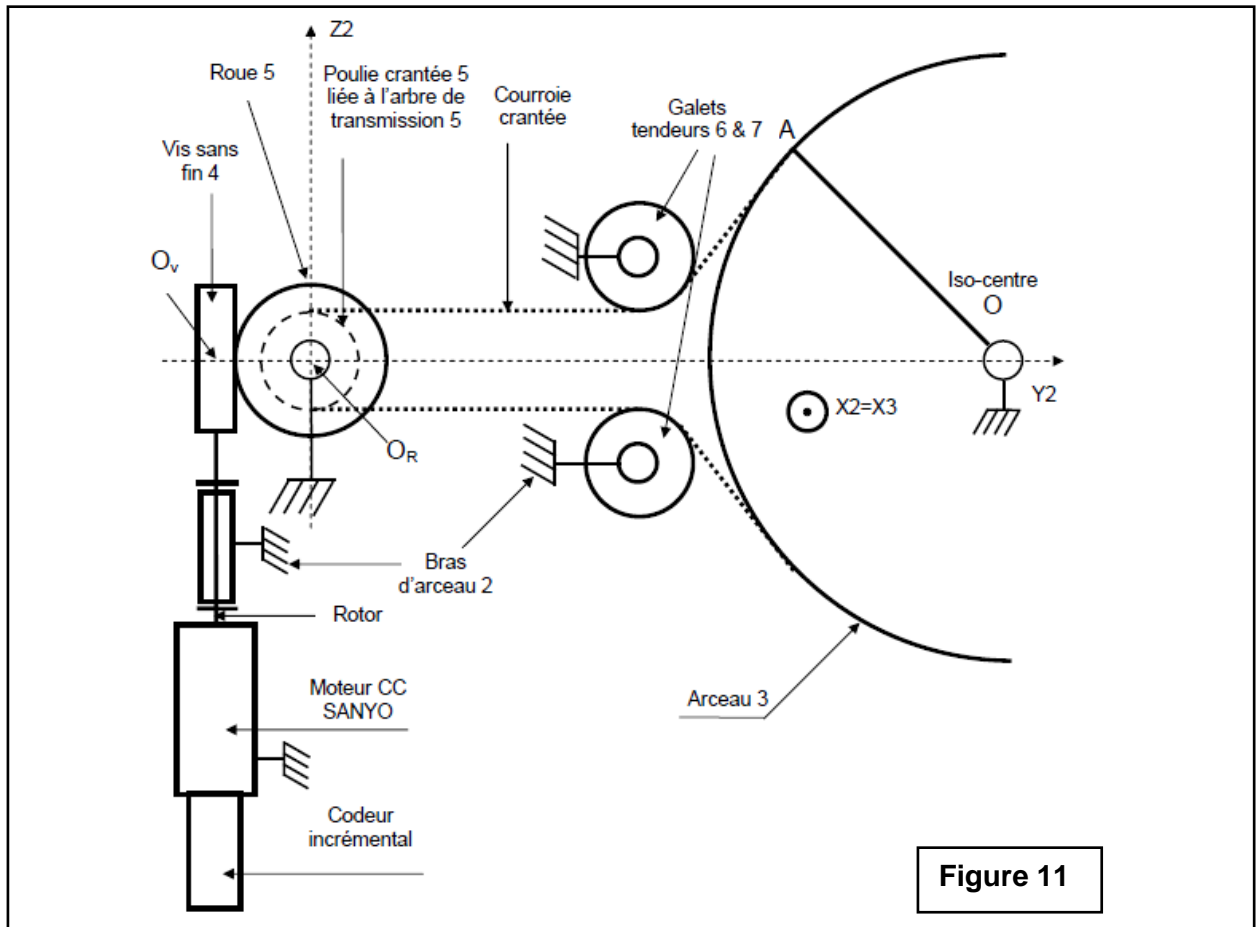 Z2
Roue 5
Poulie crantée 5
liée à l'arbre de
transmission 5
Courroie
crantée
Galets
tendeurs 6 & 7
A
Vis sans
fin 4
Ov
Iso-centre
O
Y2
X2=X3
OR
Bras
d'arceau 2
Rotor
Moteur CC
SANYO
Arceau 3
Codeur
incrémental
Figure 11